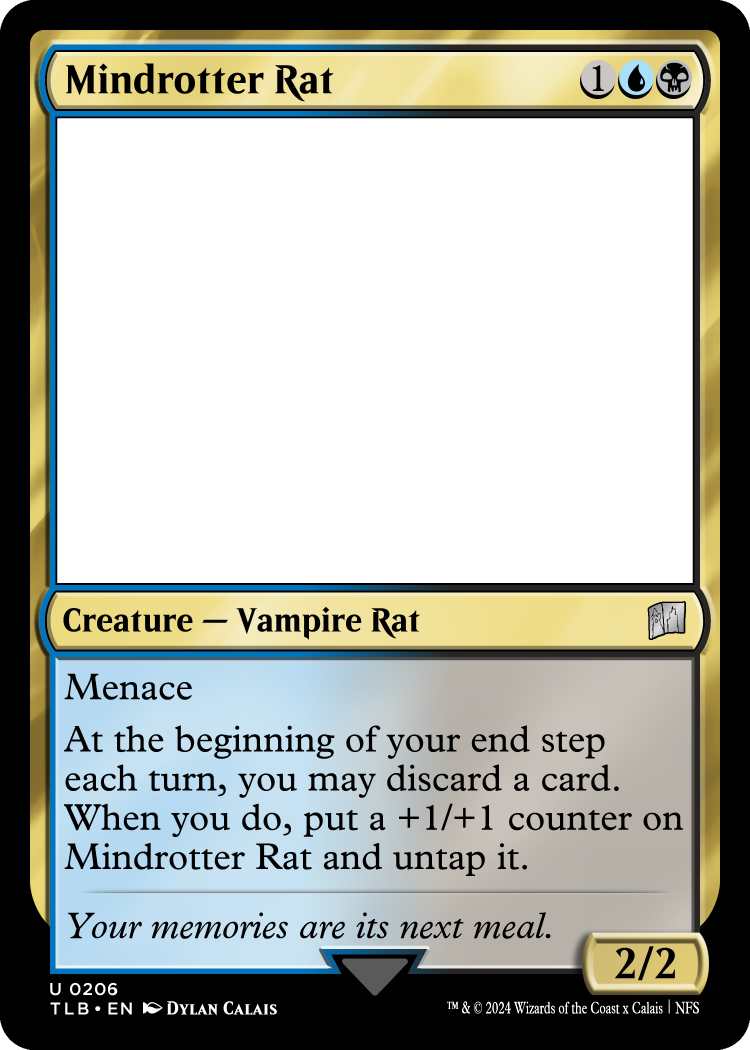 Mindrotter Rat 1
Creature — Vampire Rat
Menace
At the beginning of your end step
each turn, you may discard a card.
When you do, put a +1/+1 counter on
Mindrotter Rat and untap it.
Your memories are its next meal.
2/2
U 0206
TLB • EN DYLAN CALAIS
™ & © 2024 Wizards of the Coast x Calais | NFS